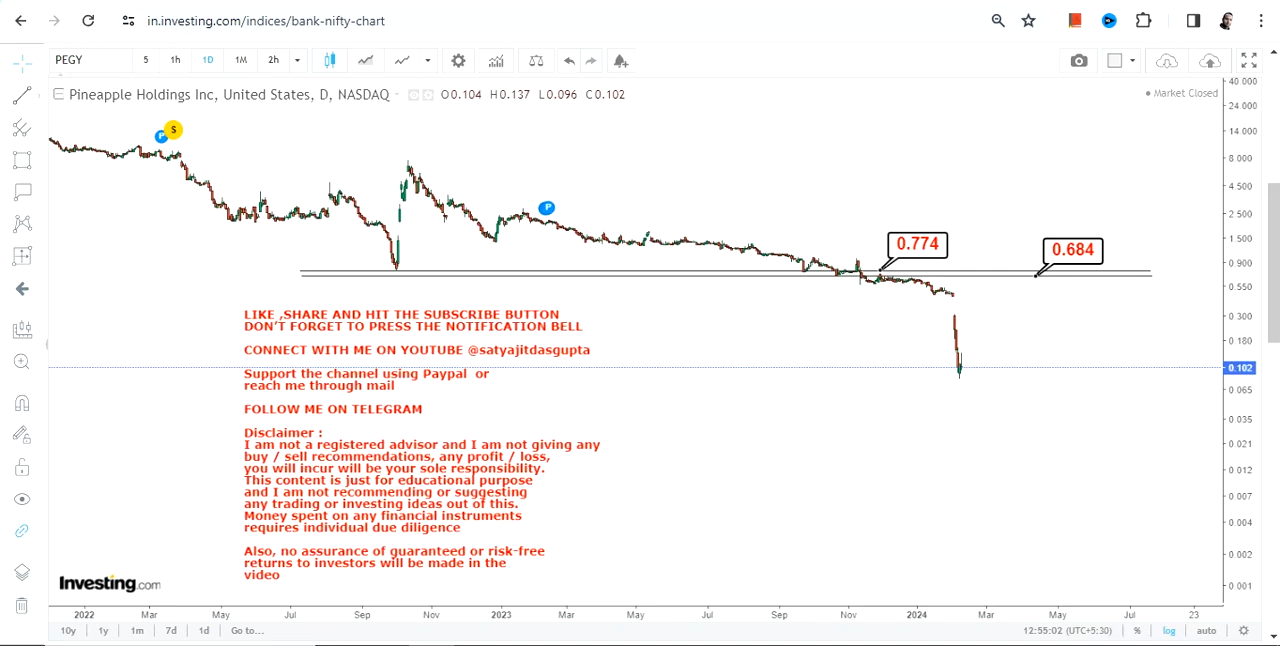 in.investing.com/indices/bank-nifty-chart
PEGY 5 1h 1D 1M 2h
Pineapple Holdings Inc, United States, D, NASDAQ O0.104 H0.137 L0.096 C0.102
Market Closed
40.000
24.000
14.000
8.000
4.500
2.500
1.500
0.900
0.550
0.300
0.180
0.102
0.065
0.035
0.021
0.012
0.007
0.004
0.002
0.001
P
S
P
0.774
0.684
LIKE ,SHARE AND HIT THE SUBSCRIBE BUTTON
DON'T FORGET TO PRESS THE NOTIFICATION BELL
CONNECT WITH ME ON YOUTUBE @satyajitdasgupta
Support the channel using Paypal or
reach me through mail
FOLLOW ME ON TELEGRAM
Disclaimer :
I am not a registered advisor and I am not giving any
buy / sell recommendations, any profit / loss,
you will incur will be your sole responsibility.
This content is just for educational purpose
and I am not recommending or suggesting
any trading or investing ideas out of this.
Money spent on any financial instruments
requires individual due diligence
Also, no assurance of guaranteed or risk-free
returns to investors will be made in the
video
Investing.com
2022 Mar May Jul Sep Nov 2023 Mar May Jul Sep Nov 2024 Mar May Jul 23
10y 1y 1m 7d 1d Go to... 12:55:02 (UTC+5:30) % log auto